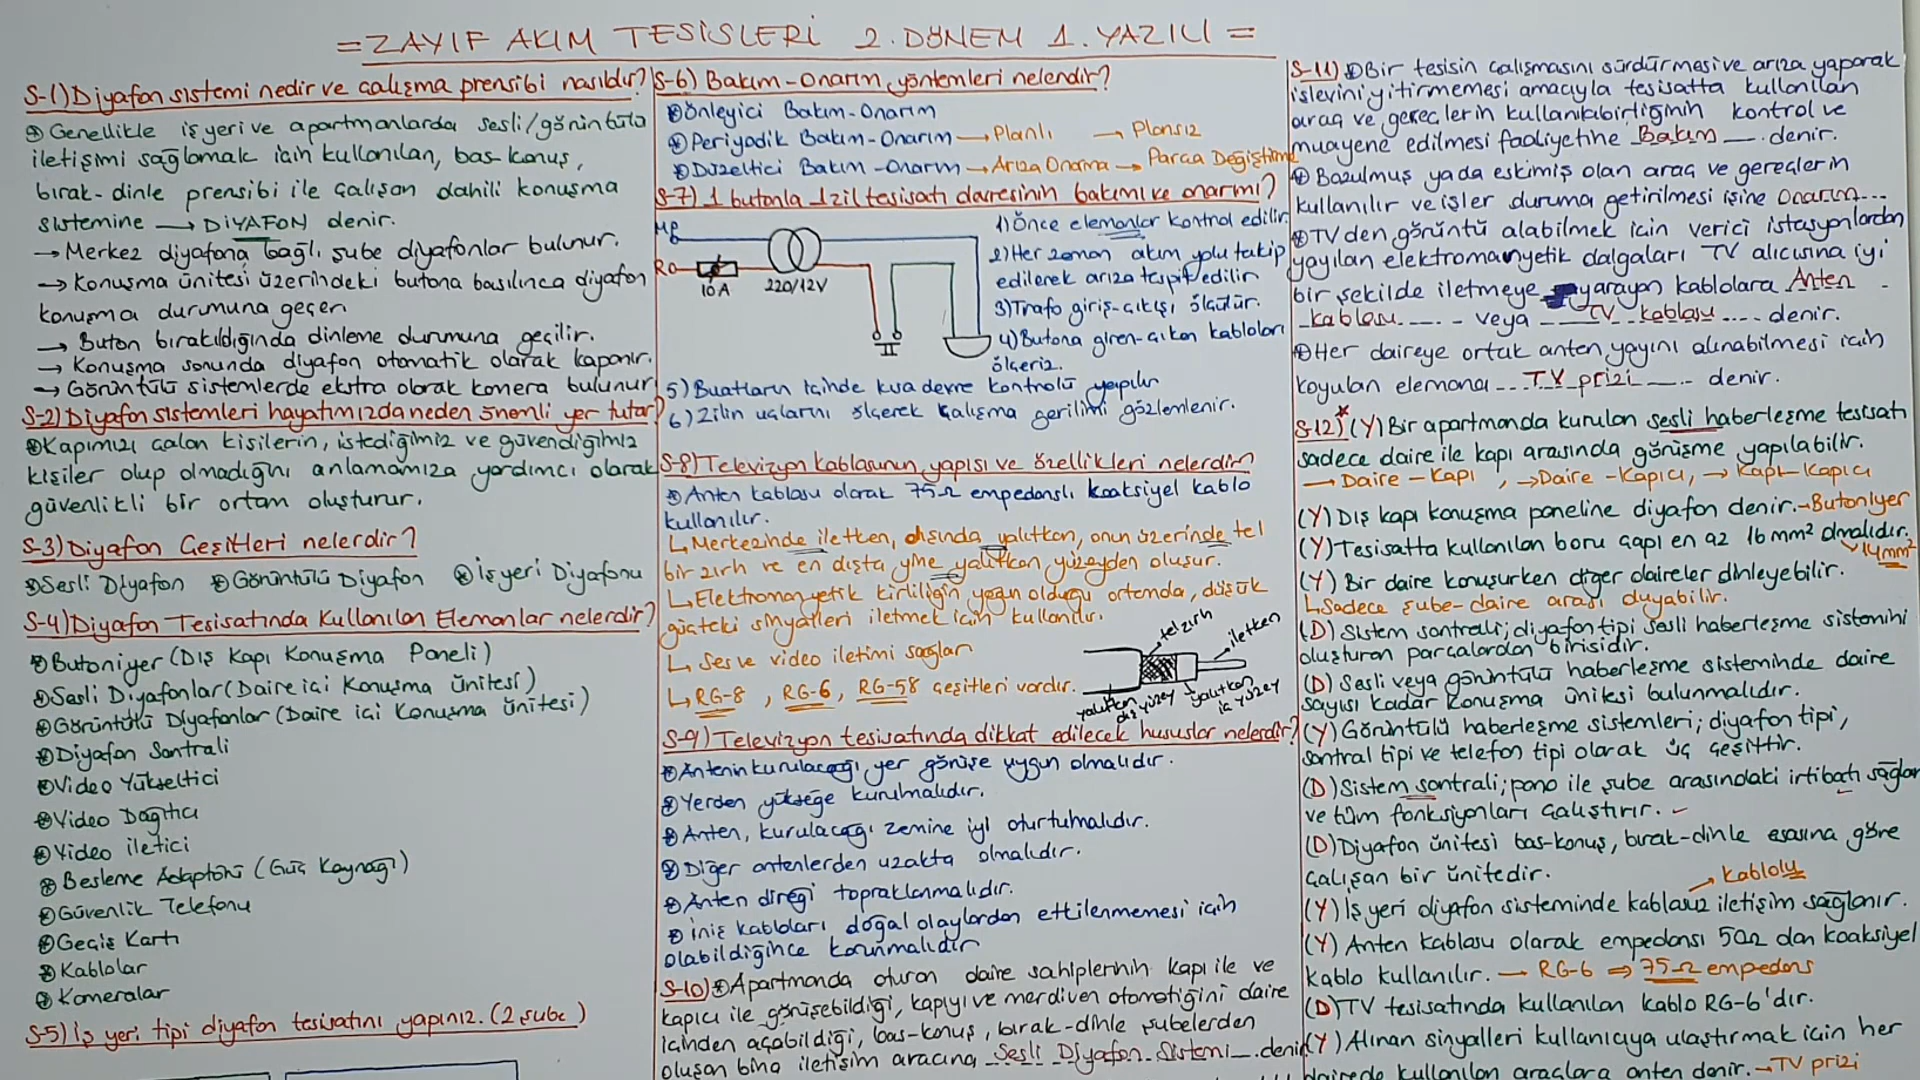 =ZAYIF AKIM TESİSLERİ 2.DÖNEM 1.YAZILI=
S-1)Diyafon sistemi nedir ve çalışma prensibi nasıldır?
⊛Genellikle iş yeri ve apartmanlarda sesli/görüntülü
iletişimi sağlamak için kullanılan, bas-konuş,
bırak-dinle prensibi ile çalışan dahili konuşma
sistemine → DİYAFON denir.
→ Merkez diyafona bağlı şube diyafonlar bulunur.
→ Konuşma ünitesi üzerindeki butona basılınca diyafon
konuşma durumuna geçer.
→ Buton bırakıldığında dinleme durumuna geçilir.
→ Konuşma sonunda diyafon otomatik olarak kapanır.
→ Görüntülü sistemlerde ekstra olarak kamera bulunur
S-2)Diyafon sistemleri hayatımızda neden önemli yer tutar?
⊛Kapımızı çalan kişilerin, istediğimiz ve güvendiğimiz
kişiler olup olmadığını anlamamıza yardımcı olarak
güvenlikli bir ortam oluşturur.
S-3)Diyafon Çeşitleri nelerdir?
⊛Sesli Diyafon ⊛Görüntülü Diyafon ⊛İş yeri Diyafonu
S-4)Diyafon Tesisatında Kullanılan Elemanlar nelerdir?
⊛Butoniyer (Dış Kapı Konuşma Paneli)
⊛Sesli Diyafonlar(Daire içi Konuşma Ünitesi)
⊛Görüntülü Diyafonlar (Daire içi Konuşma Ünitesi)
⊛Diyafon Santrali
⊛Video Yükseltici
⊛Video Dağıtıcı
⊛Video İletici
⊛Besleme Adaptörü (Güç Kaynağı)
⊛Güvenlik Telefonu
⊛Geçiş Kartı
⊛Kablolar
⊛Kameralar
S-5) İş yeri tipi diyafon tesisatını yapınız.(2 şube)
S-6) Bakım-Onarım yöntemleri nelerdir?
⊛Önleyici Bakım-Onarım
⊛Periyodik Bakım-Onarım → Planlı → Plansız
⊛Düzeltici Bakım-Onarım → Arıza Onarma → Parça Değiştirme
S-7) 1 butonla 1 zil tesisatı devresinin bakımı ve onarımı?
Mp
R0
10A
220/12V
1)Önce elemanlar kontrol edilir
2)Her zaman akım yolu takip
edilerek arıza tespit edilir
3)Trafo giriş-çıkışı ölçülür.
4)Butona giren-çıkan kabloları
ölçeriz.
5)Buatların içinde kısa devre kontrolü yapılır
6)Zilin uçlarını ölçerek çalışma gerilimi gözlemlenir.
S-8)Televizyon kablosunun yapısı ve özellikleri nelerdir?
⊛Anten kablosu olarak 75Ω empedanslı koaksiyel kablo
kullanılır.
↳Merkezinde iletken, dışında yalıtkan, onun üzerinde tel
bir zırh ve en dışta yine yalıtkan yüzeyden oluşur.
↳Elektromanyetik kirliliğin yoğun olduğu ortamda, düşük
güçteki sinyalleri iletmek için kullanılır.
↳ Ses ve video iletimi sağlar
↳RG-8 , RG-6, RG-58 çeşitleri vardır.
tel zırh
iletken
yalıtkan dış yüzey
yalıtkan iç yüzey
S-9)Televizyon tesisatında dikkat edilecek hususlar nelerdir?
⊛Antenin kurulacağı yer görüşe uygun olmalıdır.
⊛Yerden yükseğe kurulmalıdır.
⊛Anten, kurulacağı zemine iyi oturtulmalıdır.
⊛Diğer antenlerden uzakta olmalıdır.
⊛Anten direği topraklanmalıdır.
⊛İniş kabloları doğal olaylardan etkilenmemesi için
olabildiğince korunmalıdır
S-10)⊛Apartmanda oturan daire sahiplerinin kapı ile ve
kapıcı ile görüşebildiği, kapıyı ve merdiven otomatiğini daire
içinden açabildiği, bas-konuş, bırak-dinle şubelerden
oluşan bina iletişim aracına Sesli Diyafon Sistemi denir
S-11)⊛Bir tesisin çalışmasını sürdürmesi ve arıza yaparak
işlevini yitirmemesi amacıyla tesisatta kullanılan
araç ve gereçlerin kullanılabirliğinin kontrol ve
muayene edilmesi faaliyetine Bakım denir.
⊛Bozulmuş yada eskimiş olan araç ve gereçlerin
kullanılır ve işler duruma getirilmesi işine Onarım...
⊛TV den görüntü alabilmek için verici istasyonlardan
yayılan elektromanyetik dalgaları TV alıcısına iyi
bir şekilde iletmeye yarayan kablolara Anten
kablosu veya TV kablosu denir.
⊛Her daireye ortak anten yayını alınabilmesi için
koyulan elemana TV prizi denir.
S-12)* (Y)Bir apartmanda kurulan sesli haberleşme tesisatı
sadece daire ile kapı arasında görüşme yapılabilir.
→ Daire - Kapı , → Daire - Kapıcı, → Kapı-Kapıcı
(Y)Dış kapı konuşma paneline diyafon denir.→Butoniyer
(Y)Tesisatta kullanılan boru çapı en az 16 mm² olmalıdır.
→14mm²
(Y) Bir daire konuşurken diğer daireler dinleyebilir.
↳Sadece şube-daire arası duyabilir.
(D) Sistem santrali; diyafon tipi sesli haberleşme sistemini
oluşturan parçalardan birisidir.
(D) Sesli veya görüntülü haberleşme sisteminde daire
sayısı kadar konuşma ünitesi bulunmalıdır.
(Y)Görüntülü haberleşme sistemleri; diyafon tipi,
santral tipi ve telefon tipi olarak üç çeşittir.
(D)Sistem santrali; pano ile şube arasındaki irtibatı sağlar
ve tüm fonksiyonları çalıştırır.
(D)Diyafon ünitesi bas-konuş, bırak-dinle esasına göre
çalışan bir ünitedir.
→ Kablolu
(Y)İş yeri diyafon sisteminde kablosuz iletişim sağlanır.
(Y) Anten kablosu olarak empedansı 50Ω dan koaksiyel
kablo kullanılır. → RG-6 ⇒ 75Ω empedans
(D)TV tesisatında kullanılan kablo RG-6'dır.
(Y)Alınan sinyalleri kullanıcıya ulaştırmak için her
dairede kullanılan araçlara anten denir.→TV prizi